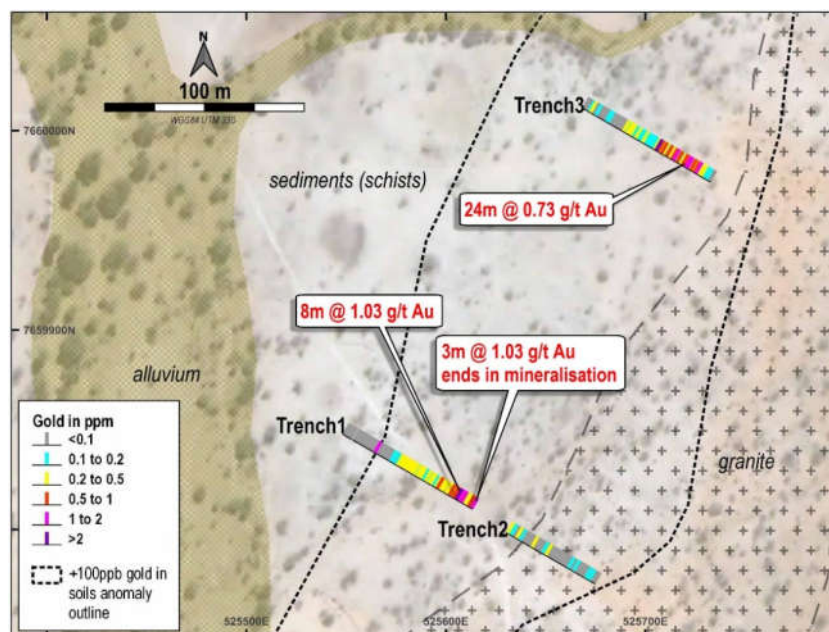 N
100 m
WGS84 UTM 33S
Trench3
7660000N
sediments (schists)
24m @ 0.73 g/t Au
8m @ 1.03 g/t Au
7659900N
3m @ 1.03 g/t Au
ends in mineralisation
alluvium
Trench1
granite
Trench2
Gold in ppm
<0.1
0.1 to 0.2
0.2 to 0.5
0.5 to 1
1 to 2
>2
+100ppb gold in
soils anomaly
outline
525500E
525600E
525700E